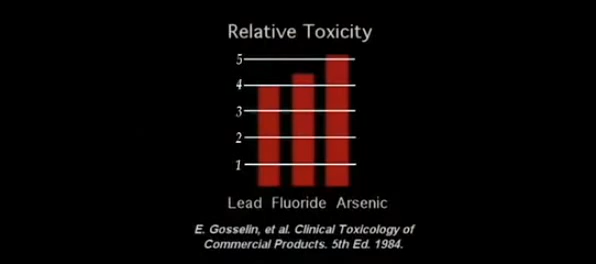 Relative Toxicity
5
4
3
2
1
Lead Fluoride Arsenic
E. Gosselin, et al. Clinical Toxicology of
Commercial Products. 5th Ed. 1984.